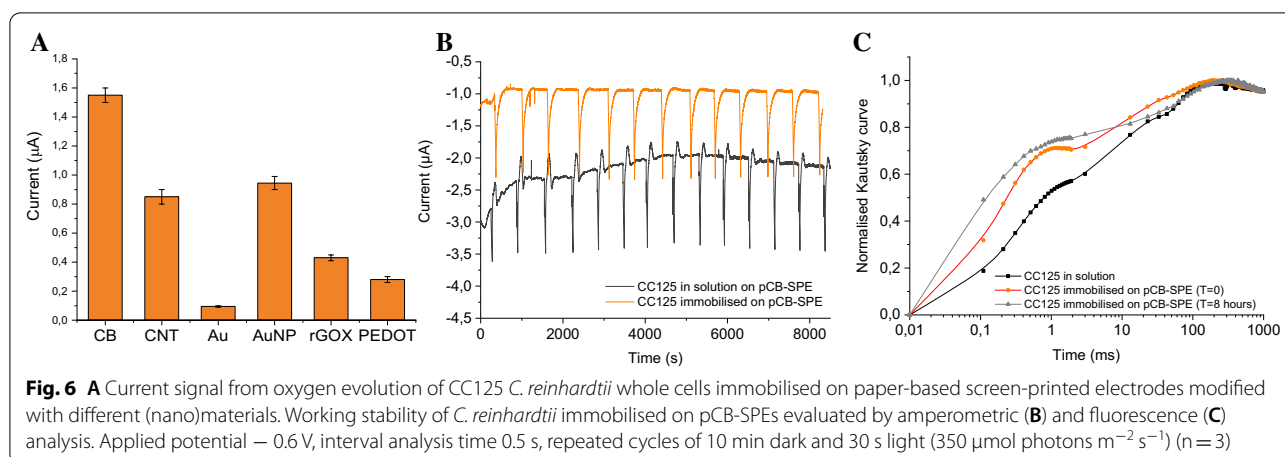 A
1,8
1,6
1,4
1,2
1,0
0,8
0,6
0,4
0,2
0,0
Current (μA)
CB CNT Au AuNP rGOX PEDOT
B
-0,5
-1,0
-1,5
-2,0
-2,5
-3,0
-3,5
-4,0
-4,5
Current (μA)
CC125 in solution on pCB-SPE
CC125 immobilised on pCB-SPE
0 2000 4000 6000 8000
Time (s)
C
1,0
0,8
0,6
0,4
0,2
0,0
Normalised Kautsky curve
CC125 in solution
CC125 immobilised on pCB-SPE (T=0)
CC125 immobilised on pCB-SPE (T=8 hours)
0,01 0,1 1 10 100 1000
Time (ms)
Fig. 6 A Current signal from oxygen evolution of CC125 C. reinhardtii whole cells immobilised on paper-based screen-printed electrodes modified
with different (nano)materials. Working stability of C. reinhardtii immobilised on pCB-SPEs evaluated by amperometric (B) and fluorescence (C)
analysis. Applied potential − 0.6 V, interval analysis time 0.5 s, repeated cycles of 10 min dark and 30 s light (350 μmol photons m⁻² s⁻¹) (n = 3)